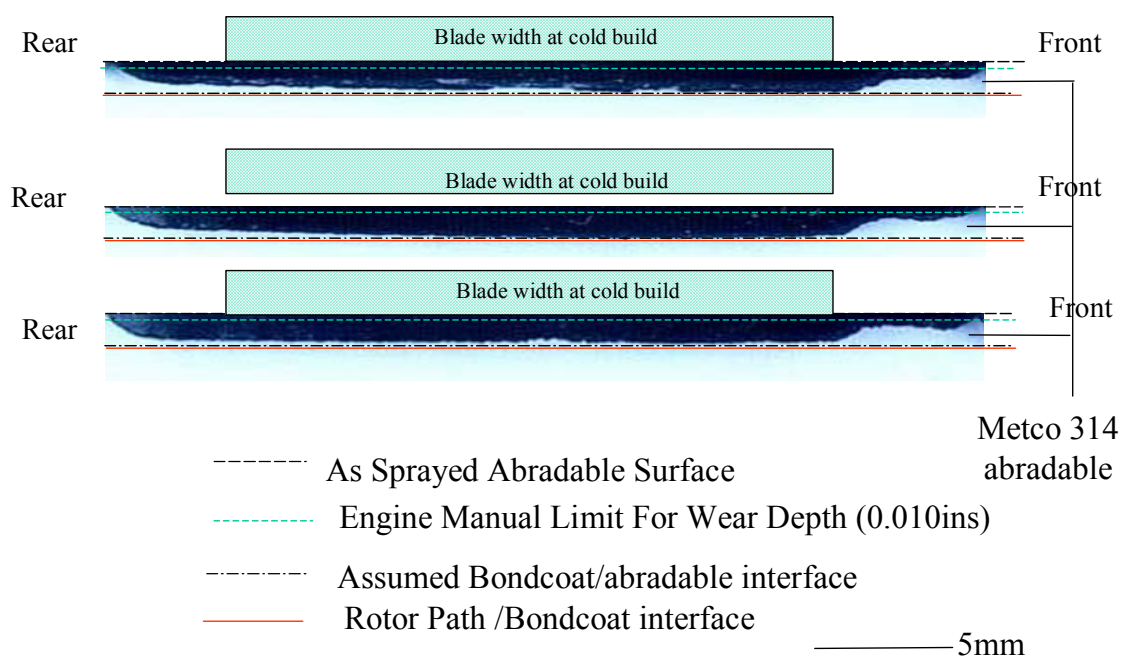 Blade width at cold build
Rear
Front
Blade width at cold build
Rear
Front
Blade width at cold build
Rear
Front
Metco 314
abradable
As Sprayed Abradable Surface
Engine Manual Limit For Wear Depth (0.010ins)
Assumed Bondcoat/abradable interface
Rotor Path /Bondcoat interface
5mm